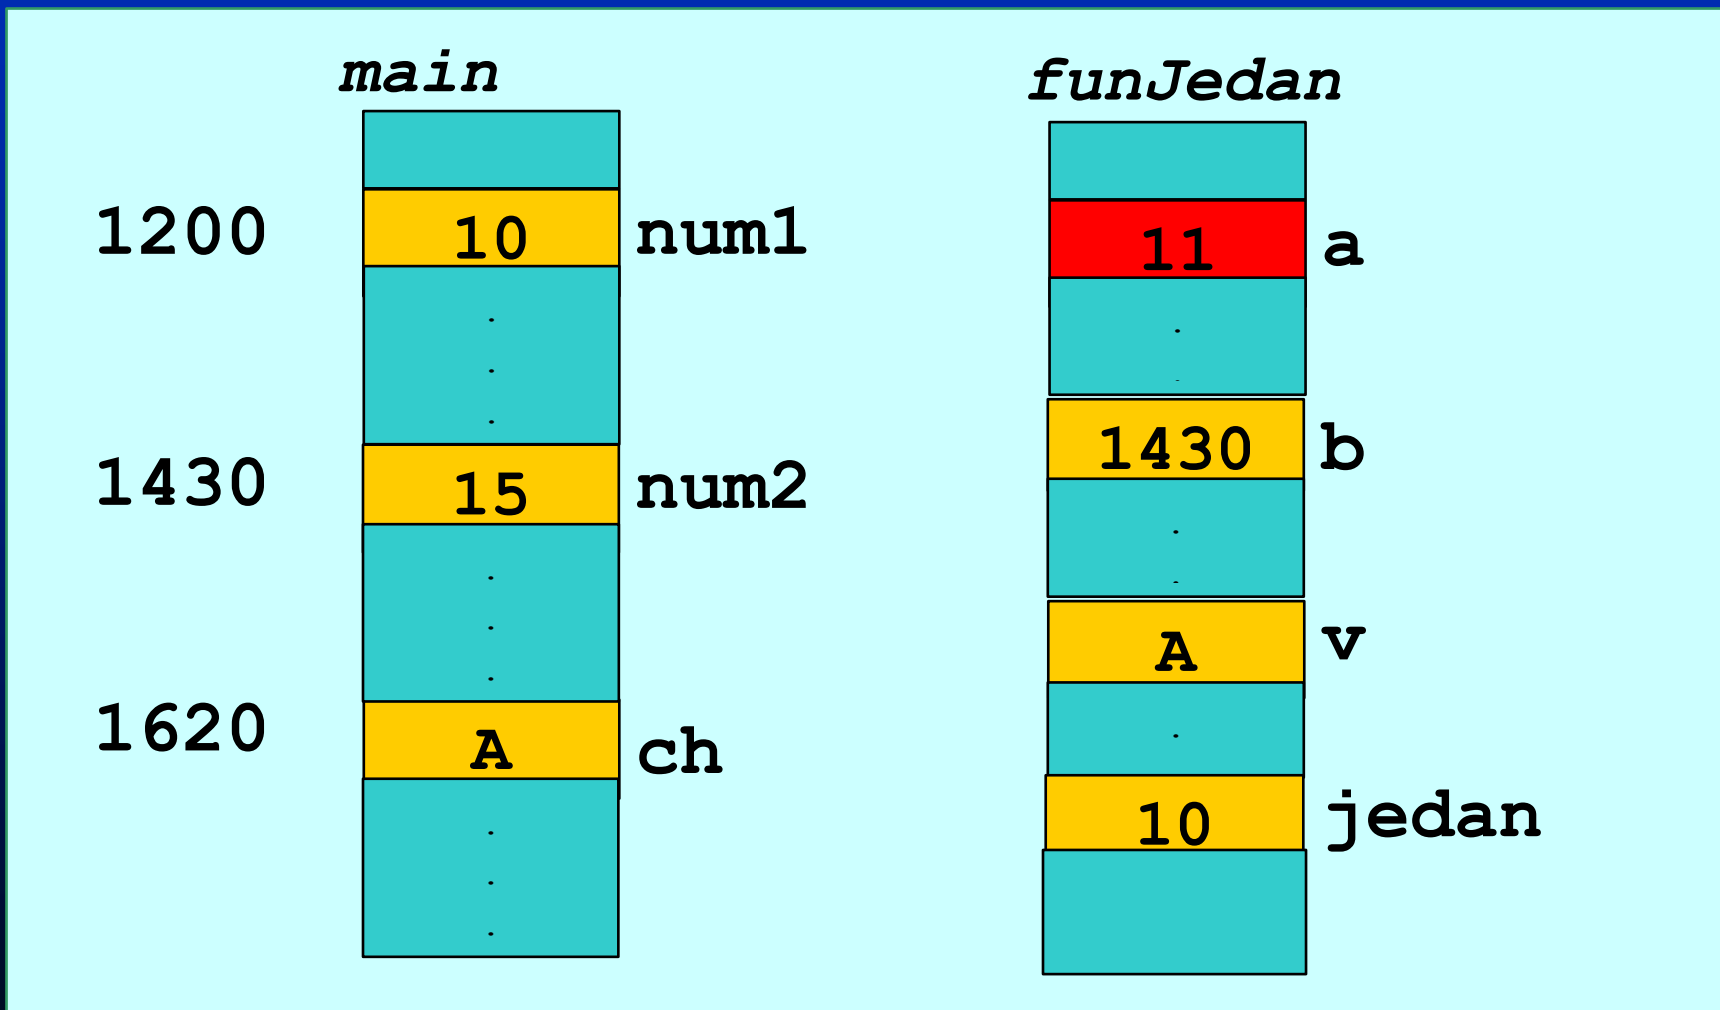 main
1200 10 num1
.
.
.
1430 15 num2
.
.
.
1620 A ch
.
.
.
funJedan
11 a
.
.
1430 b
.
.
A v
.
10 jedan